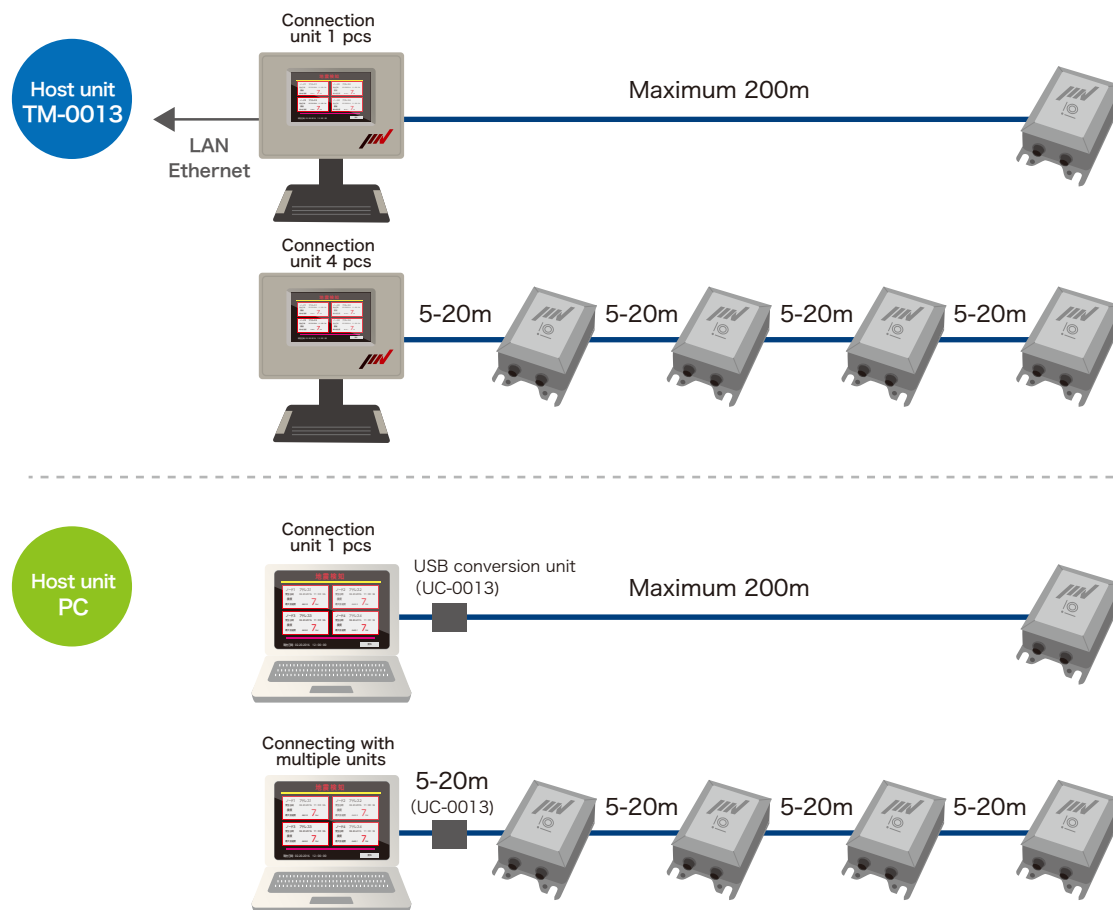 Connection
unit 1 pcs
Host unit
TM-0013
LAN
Ethernet
Maximum 200m
Connection
unit 4 pcs
5-20m
5-20m
5-20m
5-20m
Host unit
PC
Connection
unit 1 pcs
USB conversion unit
(UC-0013)
Maximum 200m
Connecting with
multiple units
5-20m
(UC-0013)
5-20m
5-20m
5-20m